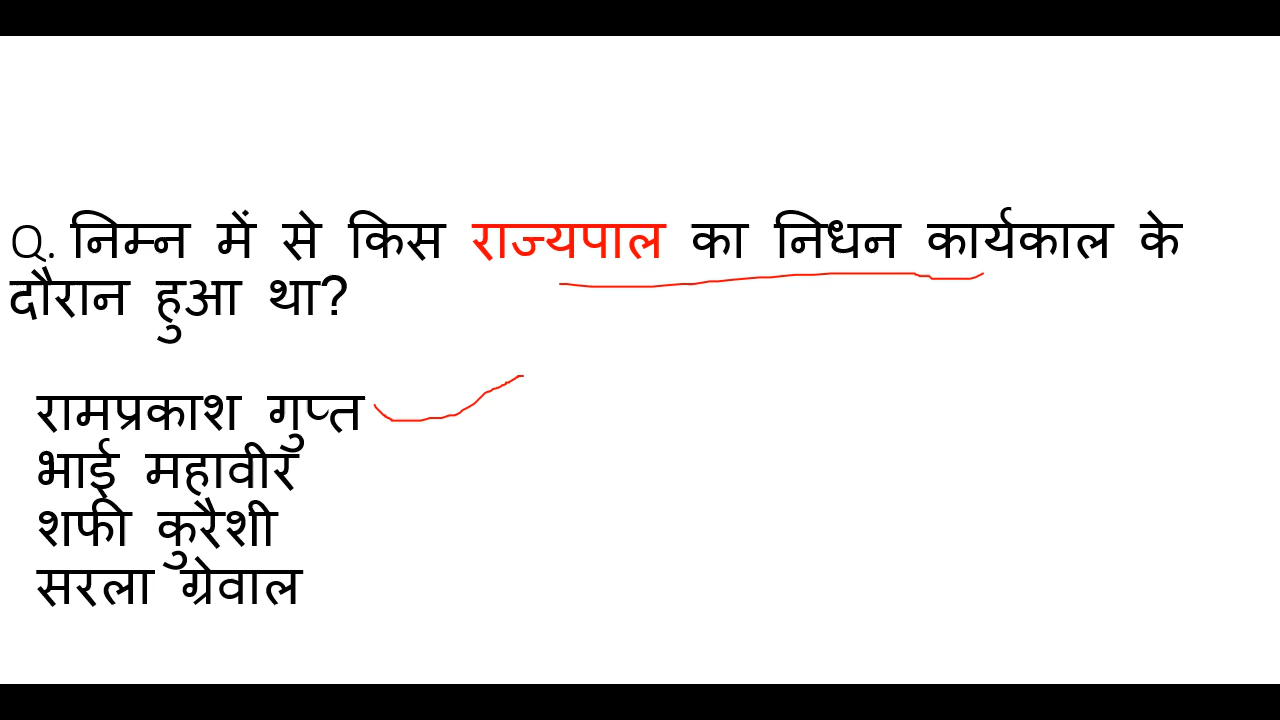 Q. निम्न में से किस राज्यपाल का निधन कार्यकाल के
दौरान हुआ था?
रामप्रकाश गुप्त
भाई महावीर
शफी कुरैशी
सरला ग्रेवाल